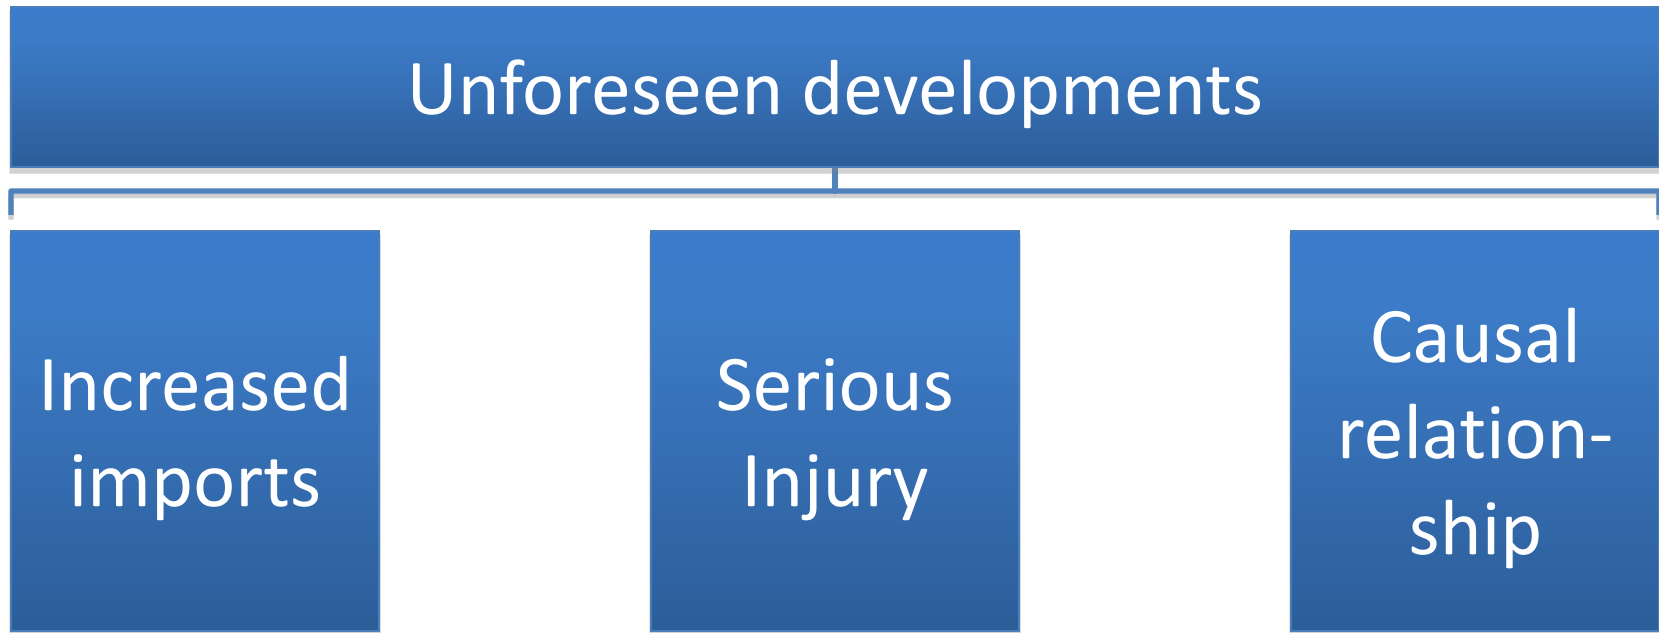 Unforeseen developments
Increased
imports
Serious
Injury
Causal
relation-
ship